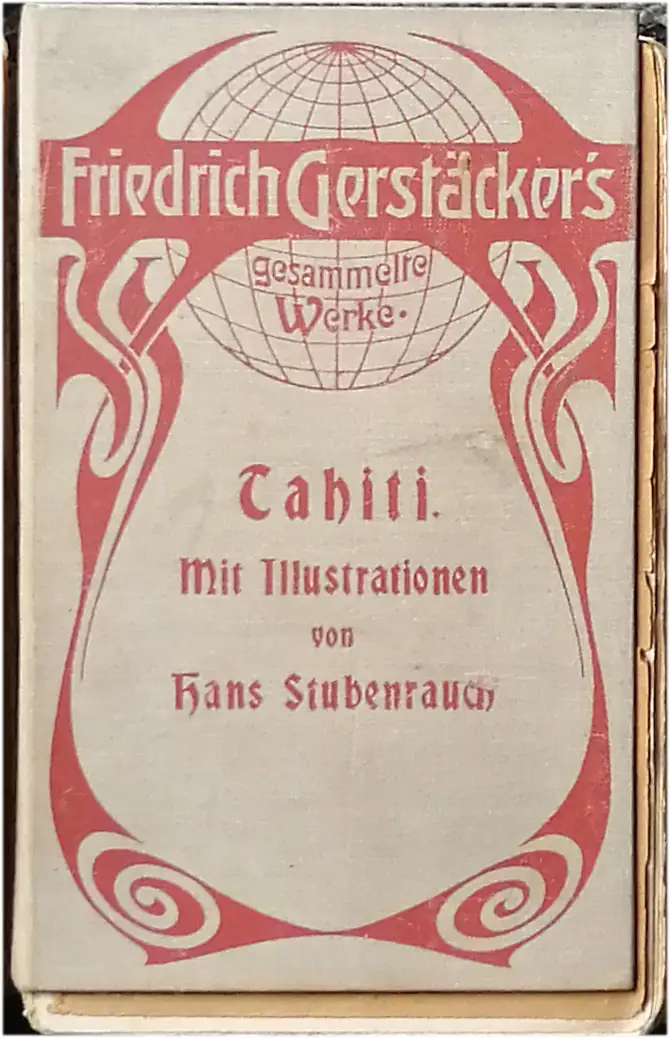 Friedrich Gerstäcker's
gesammelte
Werke.
Tahiti.
Mit Illustrationen
von
Hans Stubenrauch